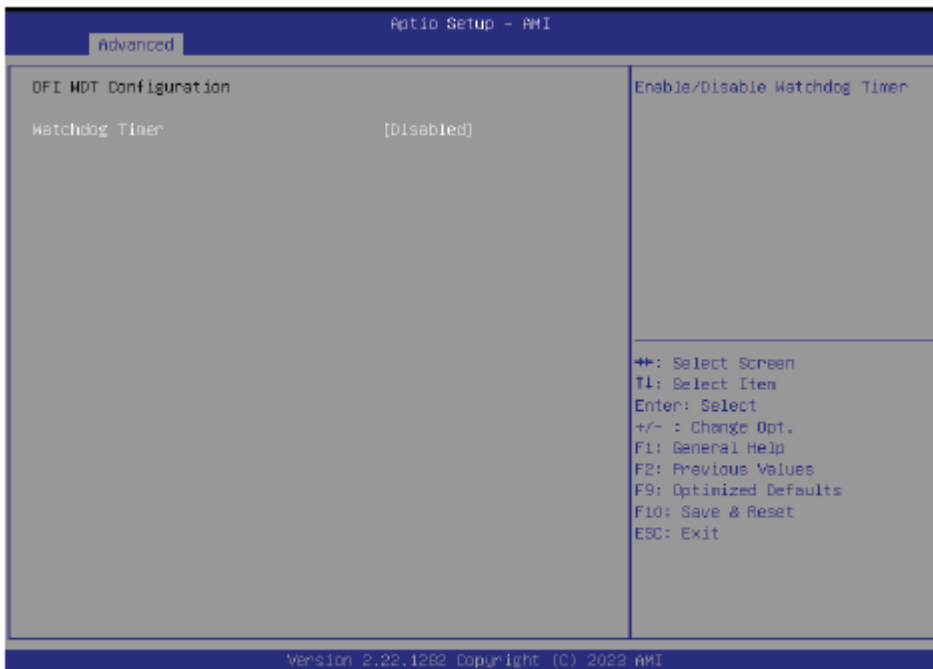 Aptio Setup - AMI
Advanced
DFI WDT Configuration
Watchdog Timer [Disabled]
Enable/Disable Watchdog Timer
→←: Select Screen
↑↓: Select Item
Enter: Select
+/- : Change Opt.
F1: General Help
F2: Previous Values
F9: Optimized Defaults
F10: Save & Reset
ESC: Exit
Version 2.22.1282 Copyright (C) 2023 AMI